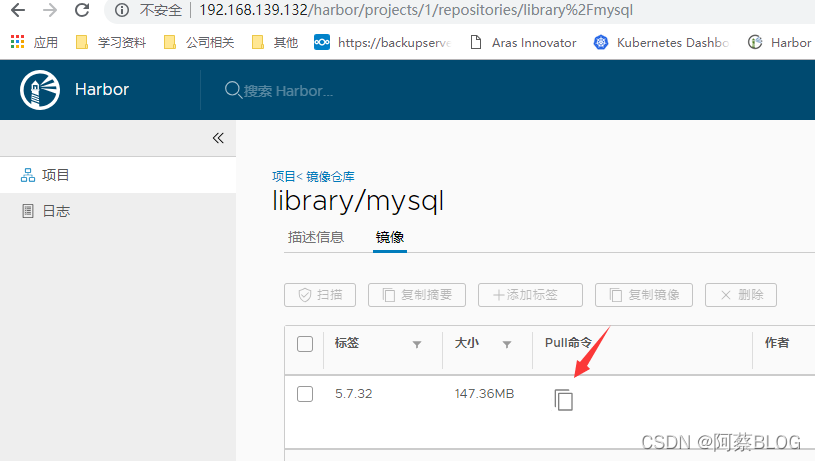 不安全 192.168.139.132/harbor/projects/1/repositories/library%2Fmysql
应用 学习资料 公司相关 其他 https://backupserve Aras Innovator Kubernetes Dashbo Harbor
Harbor 搜索 Harbor...
项目
日志
项目< 镜像仓库
library/mysql
描述信息 镜像
扫描 复制摘要 +添加标签 复制镜像 × 删除
标签 大小 Pull命令 作者
5.7.32 147.36MB
CSDN @阿蔡BLOG